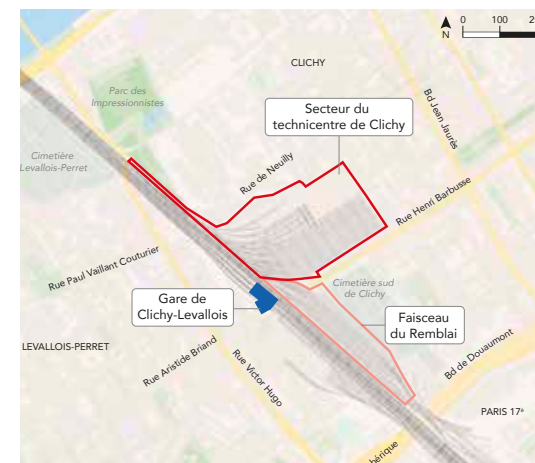 0 100
N
CLICHY
Parc des
Impressionnistes
Bd Jean Jaurès
Secteur du
technicentre de Clichy
Cimetière
Levallois-Perret
Rue de Neuilly
Rue Henri Barbusse
Rue Paul Vaillant Couturier
Cimetière sud
de Clichy
Gare de
Clichy-Levallois
Faisceau
du Remblai
LEVALLOIS-PERRET
Rue Aristide Briand
Rue Victor Hugo
Bd de Douaumont
PARIS 17ᵉ